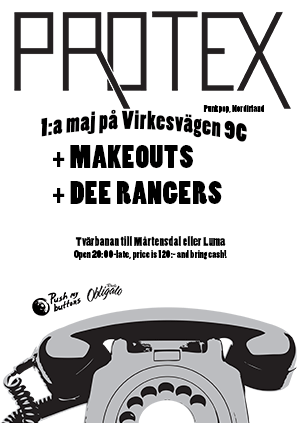 PROTEX
Punkpop, Nordirland
1:a maj på Virkesvägen 9C
+ MAKEOUTS
+ DEE RANGERS
Tvärbanan till Mårtensdal eller Luma
Open 20:00-late, price is 120:- and bring cash!
Push my buttons
Obligato